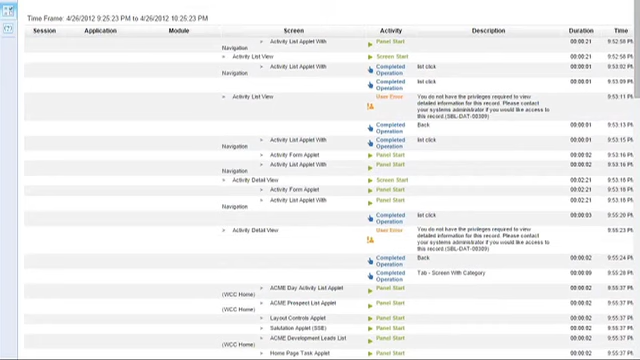 Time Frame: 4/26/2012 9:25.23 PM to 4/26/2012 10:25.23 PM
Session Application Module Screen Activity Description Duration Time
> Activity List Applet With Navigation ▶ Panel Start 00:00:21 9:52:58 PM
> Activity List View ▶ Screen Start 00:00:21 9:52:58 PM
> Activity List Applet With Navigation Completed Operation list click 00:00:01 9:53:02 PM
Completed Operation list click 00:00:01 9:53:09 PM
> Activity List View User Error You do not have the privileges required to view detailed information for this record. Please contact your systems administrator if you would like access to this record.(SBL-DAT-00309) 9:53:11 PM
Completed Operation Back 00:00:01 9:53:13 PM
> Activity List Applet With Navigation Completed Operation list click 00:00:01 9:53:15 PM
> Activity Form Applet ▶ Panel Start 00:00:02 9:53:16 PM
> Activity List Applet With Navigation ▶ Panel Start 00:00:02 9:53:16 PM
> Activity Detail View ▶ Screen Start 00:02:21 9:53:18 PM
> Activity Form Applet ▶ Panel Start 00:02:21 9:53:18 PM
> Activity List Applet With Navigation ▶ Panel Start 00:02:21 9:53:18 PM
Completed Operation list click 00:00:03 9:55:20 PM
> Activity Detail View User Error You do not have the privileges required to view detailed information for this record. Please contact your systems administrator if you would like access to this record.(SBL-DAT-00309) 9:55:23 PM
Completed Operation Back 00:00:02 9:55:24 PM
Completed Operation Tab - Screen With Category 00:00:09 9:55:28 PM
> ACME Day Activity List Applet (WCC Home) ▶ Panel Start 00:00:02 9:55:37 PM
> ACME Prospect List Applet (WCC Home) ▶ Panel Start 00:00:02 9:55:37 PM
> Layout Controls Applet ▶ Panel Start 00:00:02 9:55:37 PM
> Salutation Applet (SSE) ▶ Panel Start 00:00:02 9:55:37 PM
> ACME Development Leads List (WCC Home) ▶ Panel Start 00:00:02 9:55:37 PM
> Home Page Task Applet ▶ Panel Start 00:00:02 9:55:37 PM